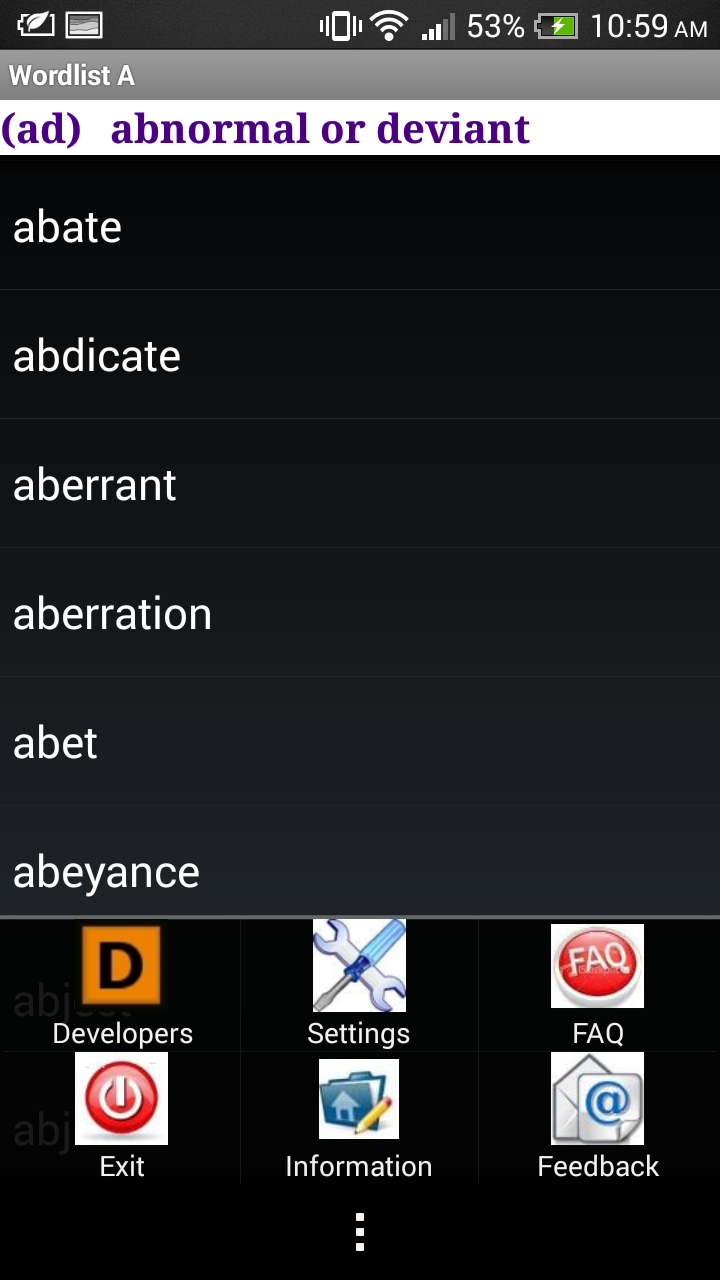 53% 10:59 AM
Wordlist A
(ad) abnormal or deviant
abate
abdicate
aberrant
aberration
abet
abeyance
D
FAQ
abject
Developers
Settings
FAQ
@
abj
Exit
Information
Feedback